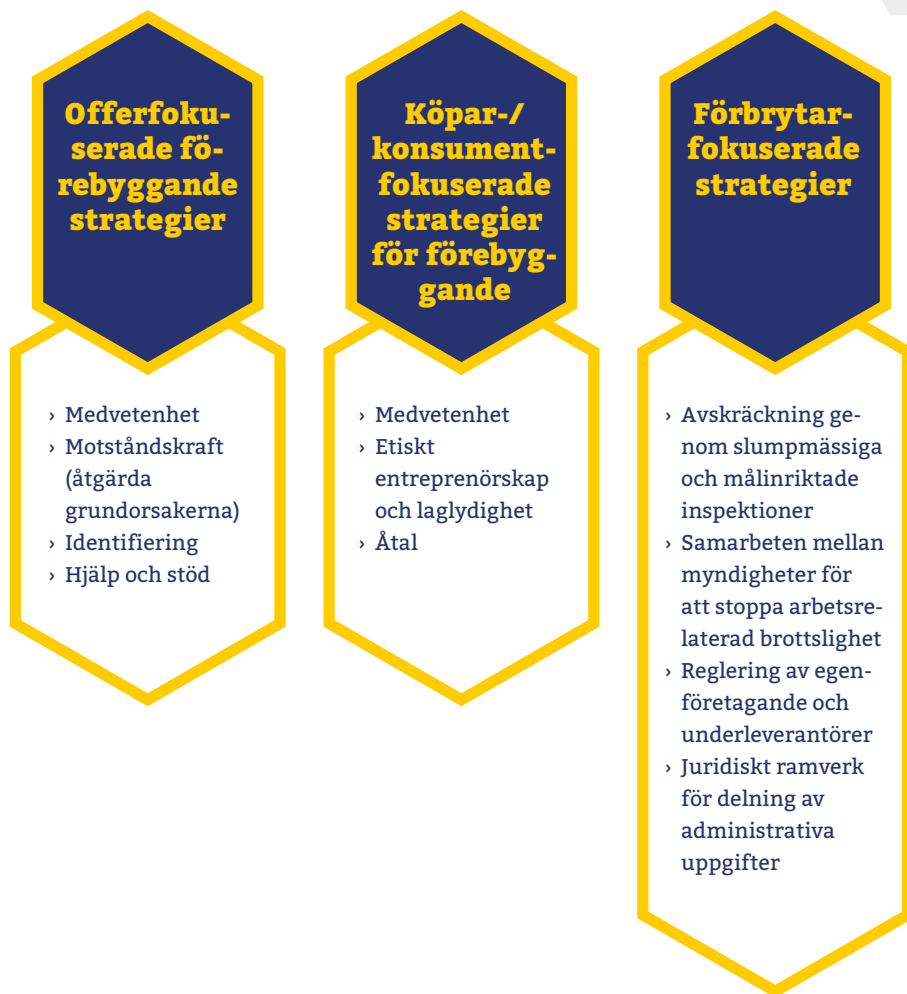 Offerfoku-
serade fö-
rebyggande
strategier
› Medvetenhet
› Motståndskraft
(åtgärda
grundorsakerna)
› Identifiering
› Hjälp och stöd
Köpar-/
konsument-
fokuserade
strategier
för förebyg-
gande
› Medvetenhet
› Etiskt
entreprenörskap
och laglydighet
› Åtal
Förbrytar-
fokuserade
strategier
› Avskräckning ge-
nom slumpmässiga
och målinriktade
inspektioner
› Samarbeten mellan
myndigheter för
att stoppa arbetsre-
laterad brottslighet
› Reglering av egen-
företagande och
underleverantörer
› Juridiskt ramverk
för delning av
administrativa
uppgifter